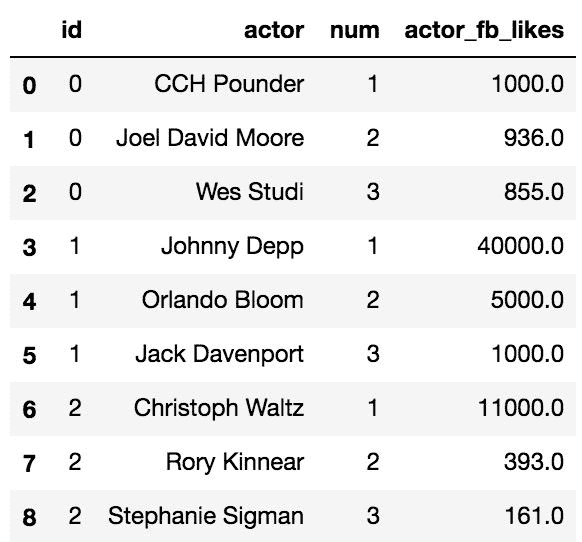 id actor num actor_fb_likes
0 0 CCH Pounder 1 1000.0
1 0 Joel David Moore 2 936.0
2 0 Wes Studi 3 855.0
3 1 Johnny Depp 1 40000.0
4 1 Orlando Bloom 2 5000.0
5 1 Jack Davenport 3 1000.0
6 2 Christoph Waltz 1 11000.0
7 2 Rory Kinnear 2 393.0
8 2 Stephanie Sigman 3 161.0